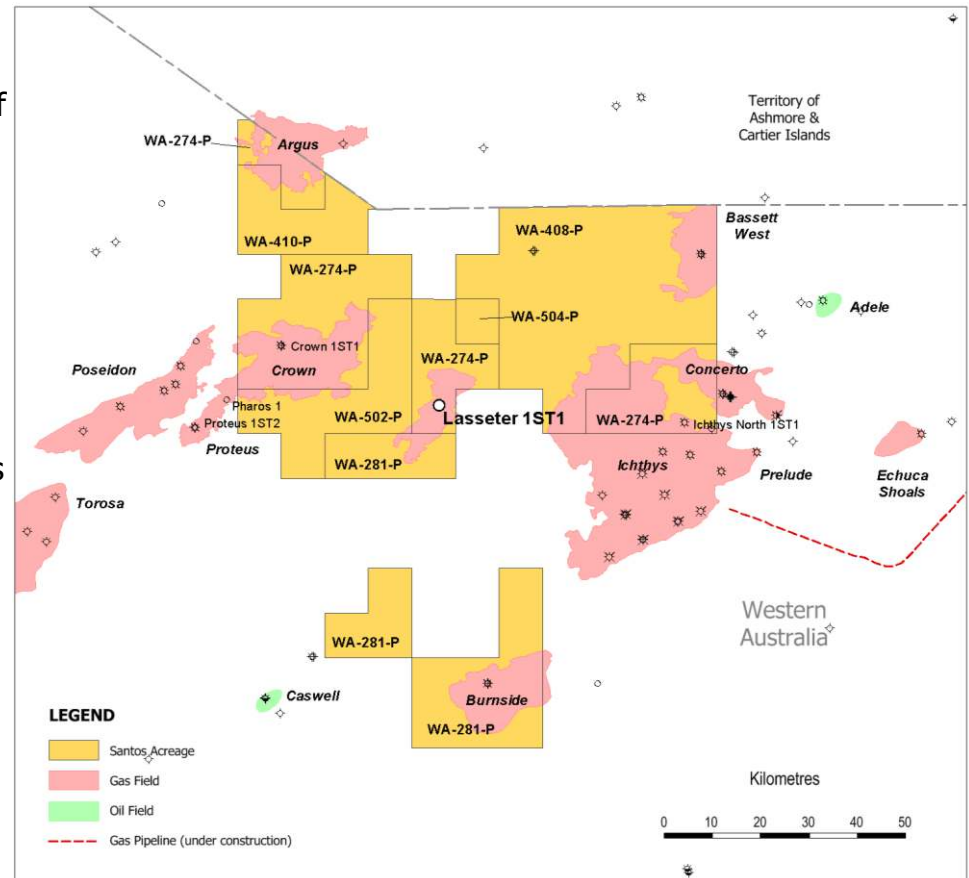 f
s
Territory of
Ashmore &
Cartier Islands
WA-274-P
Argus
WA-410-P
WA-408-P
Bassett
West
WA-274-P
WA-504-P
Adele
Crown 1ST1
Crown
WA-274-P
Poseidon
Concerto
Pharos 1
WA-502-P
Lasseter 1ST1
WA-274-P
Ichthys North 1ST1
Proteus 1ST2
Proteus
WA-281-P
Ichthys
Prelude
Echuca
Shoals
Torosa
Western
Australia
WA-281-P
Caswell
Burnside
WA-281-P
LEGEND
Santos Acreage
Gas Field
Oil Field
Gas Pipeline (under construction)
Kilometres
0 10 20 30 40 50